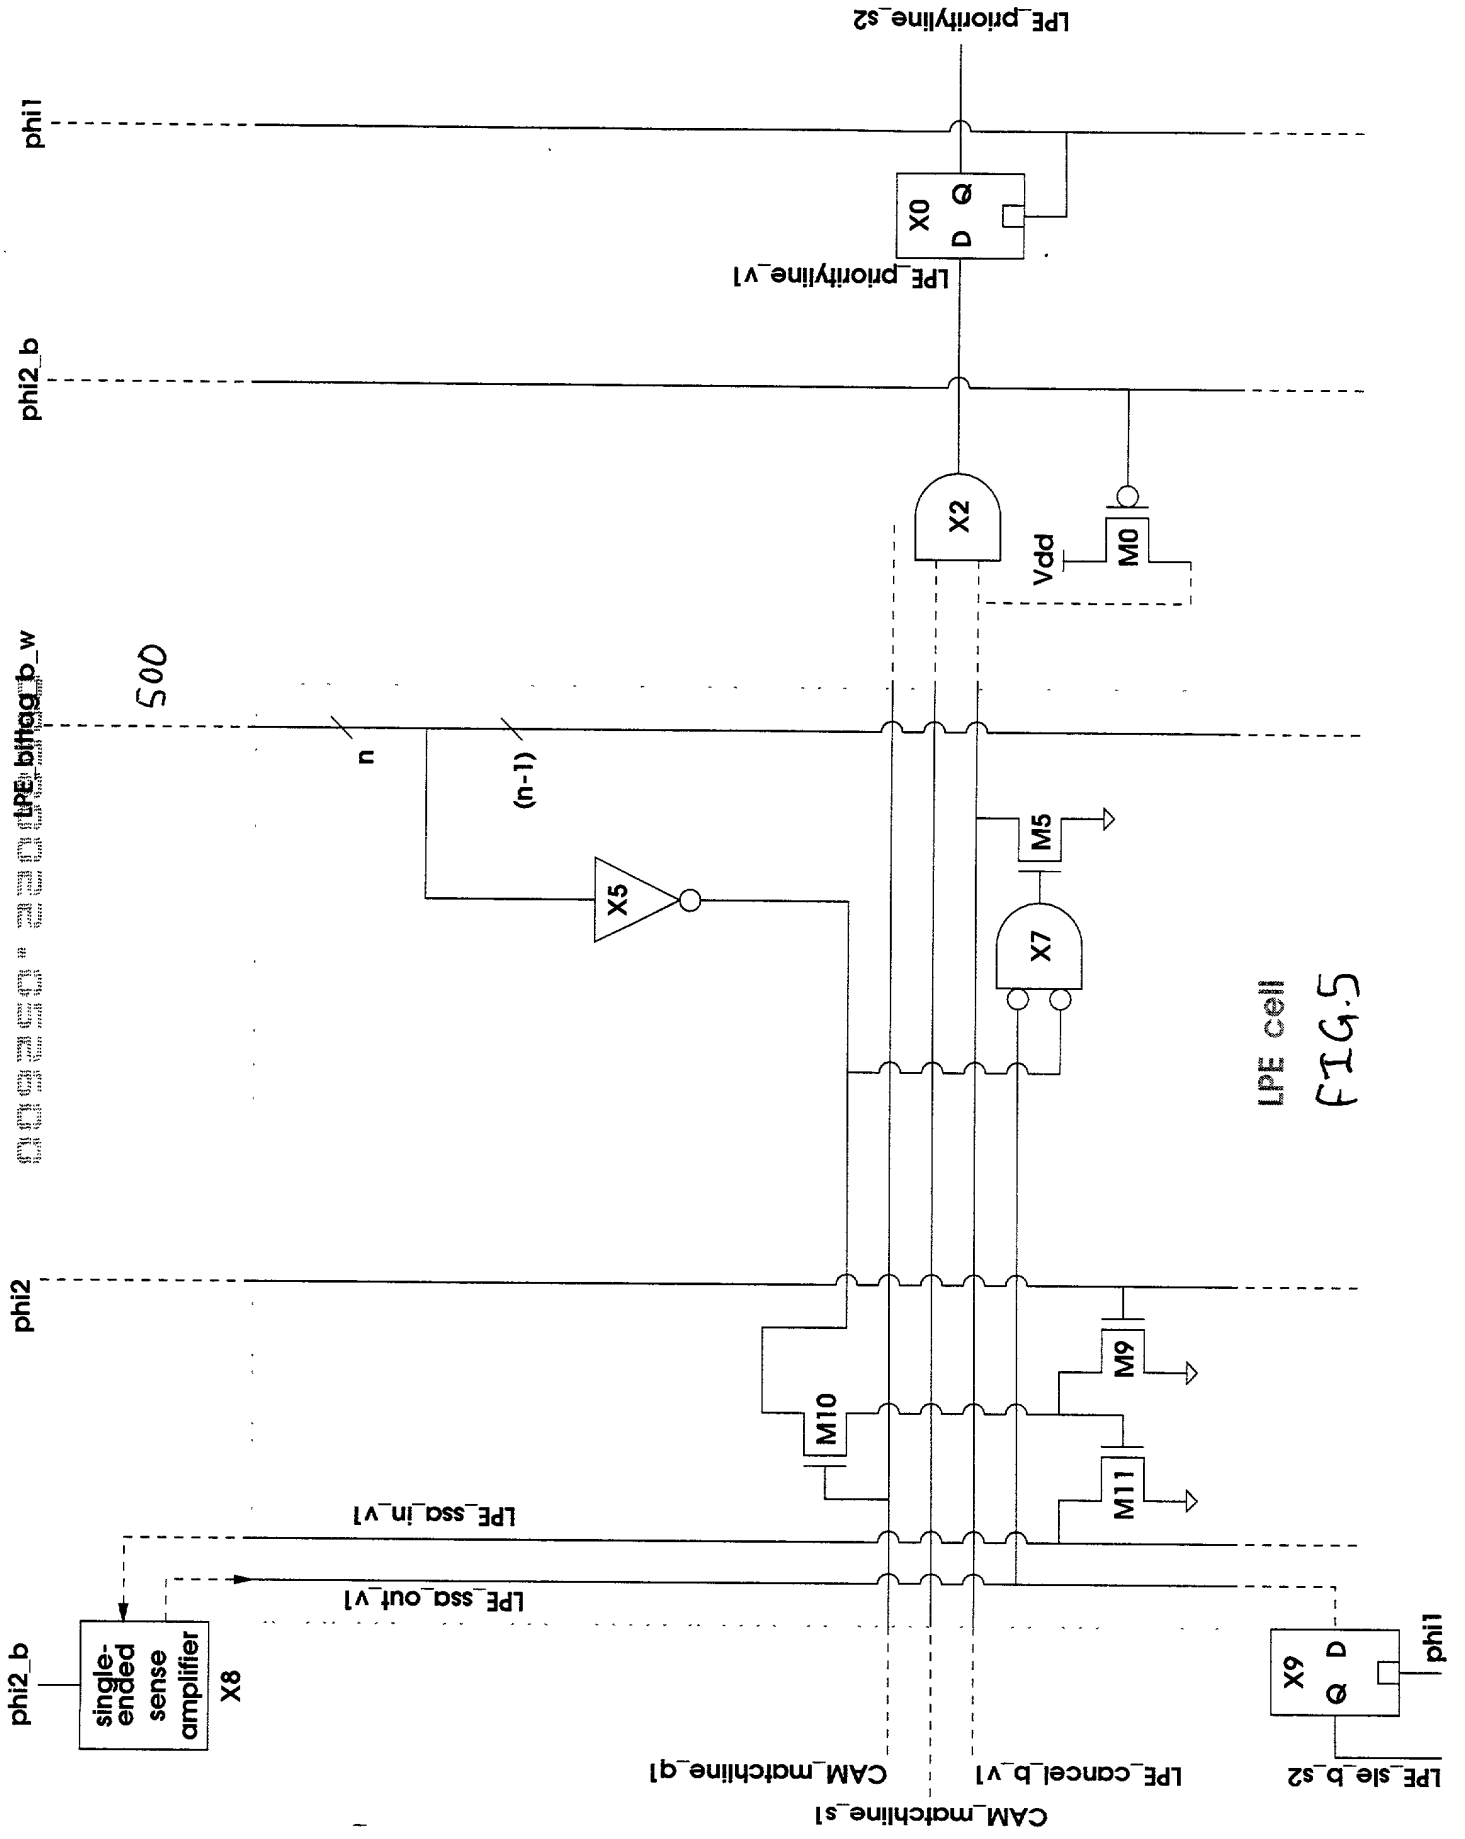 phi2_b
phi2
LPE_bittag_b_w
phi2_b
phi1
500
single-
ended
sense
amplifier
X8
LPE_ssa_in_v1
LPE_ssa_out_v1
n
(n-1)
X5
M10
X7
M5
X2
Vdd
M0
LPE_priorityline_v1
X0
D Q
LPE_priorityline_s2
M11
M9
CAM_matchline_q1
CAM_matchline_s1
LPE_cancel_b_v1
X9
Q D
phi1
LPE_sle_b_s2
LPE cell
FIG.5